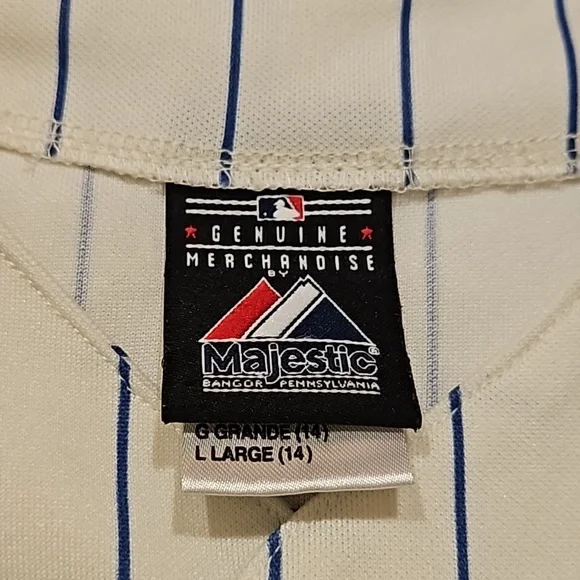 GENUINE
MERCHANDISE
BY
Majestic®
BANGOR PENNSYLVANIA
G GRANDE (14)
L LARGE (14)